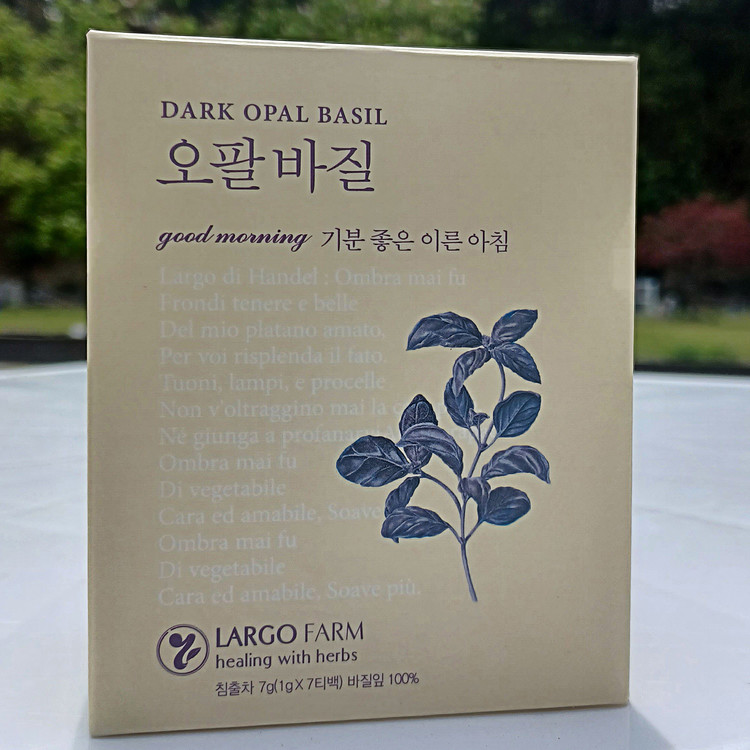 DARK OPAL BASIL
오팔 바질
good morning 기분 좋은 이른 아침
Largo di Handel : Ombra mai fu
Frondi tenere e belle
Del mio platano amato,
Per voi risplenda il fato.
Tuoni, lampi, e procelle
Non v'oltraggino mai la
Nè giunga a profanarvi
Ombra mai fu
Di vegetabile
Cara ed amabile, Soave
Ombra mai fu
Di vegetabile
Cara ed amabile, Soave più.
LARGO FARM
healing with herbs
침출차 7g(1g X 7티백) 바질잎 100%